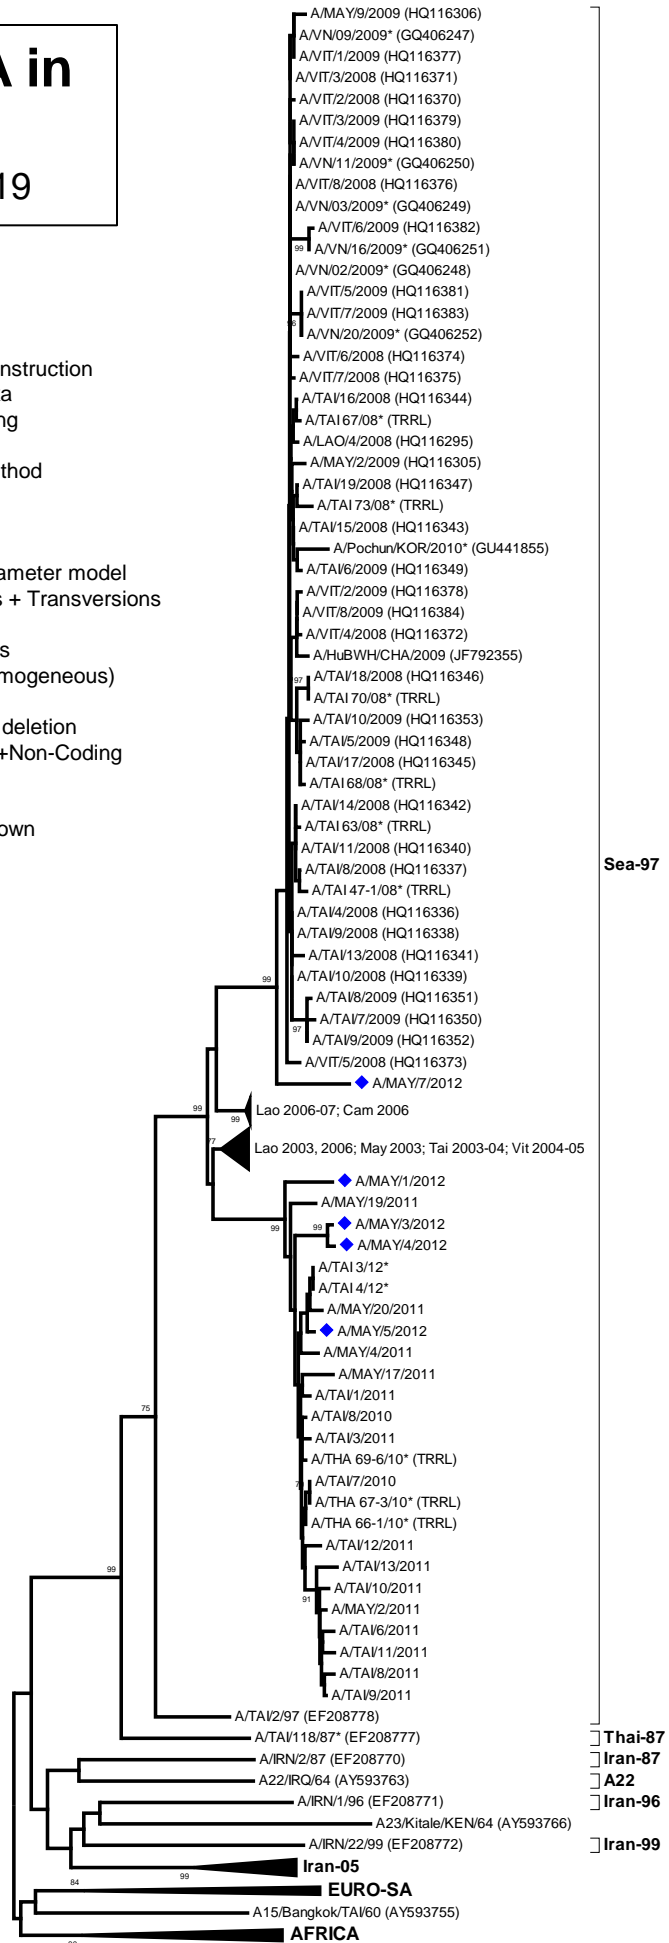 A in
19
nstruction
ta
ng
thod
ameter model
s + Transversions
s
mogeneous)
deletion
+Non-Coding
own
A/MAY/9/2009 (HQ116306)
A/VN/09/2009* (GQ406247)
A/VIT/1/2009 (HQ116377)
A/VIT/3/2008 (HQ116371)
A/VIT/2/2008 (HQ116370)
A/VIT/3/2009 (HQ116379)
A/VIT/4/2009 (HQ116380)
A/VN/11/2009* (GQ406250)
A/VIT/8/2008 (HQ116376)
A/VN/03/2009* (GQ406249)
A/VIT/6/2009 (HQ116382)
99
A/VN/16/2009* (GQ406251)
A/VN/02/2009* (GQ406248)
A/VIT/5/2009 (HQ116381)
A/VIT/7/2009 (HQ116383)
A/VN/20/2009* (GQ406252)
A/VIT/6/2008 (HQ116374)
A/VIT/7/2008 (HQ116375)
A/TAI/16/2008 (HQ116344)
A/TAI 67/08* (TRRL)
A/LAO/4/2008 (HQ116295)
A/MAY/2/2009 (HQ116305)
A/TAI/19/2008 (HQ116347)
A/TAI 73/08* (TRRL)
A/TAI/15/2008 (HQ116343)
A/Pochun/KOR/2010* (GU441855)
A/TAI/6/2009 (HQ116349)
A/VIT/2/2009 (HQ116378)
A/VIT/8/2009 (HQ116384)
A/VIT/4/2008 (HQ116372)
A/HuBWH/CHA/2009 (JF792355)
A/TAI/18/2008 (HQ116346)
97
A/TAI 70/08* (TRRL)
A/TAI/10/2009 (HQ116353)
A/TAI/5/2009 (HQ116348)
A/TAI/17/2008 (HQ116345)
A/TAI 68/08* (TRRL)
A/TAI/14/2008 (HQ116342)
A/TAI 63/08* (TRRL)
A/TAI/11/2008 (HQ116340)
A/TAI/8/2008 (HQ116337)
Sea-97
A/TAI 47-1/08* (TRRL)
A/TAI/4/2008 (HQ116336)
A/TAI/9/2008 (HQ116338)
A/TAI/13/2008 (HQ116341)
A/TAI/10/2008 (HQ116339)
99
A/TAI/8/2009 (HQ116351)
A/TAI/7/2009 (HQ116350)
97
A/TAI/9/2009 (HQ116352)
A/VIT/5/2008 (HQ116373)
A/MAY/7/2012
99
Lao 2006-07; Cam 2006
99
77
Lao 2003, 2006; May 2003; Tai 2003-04; Vit 2004-05
A/MAY/1/2012
A/MAY/19/2011
99
99
A/MAY/3/2012
A/MAY/4/2012
A/TAI 3/12*
A/TAI 4/12*
A/MAY/20/2011
A/MAY/5/2012
A/MAY/4/2011
A/MAY/17/2011
A/TAI/1/2011
75
A/TAI/8/2010
A/TAI/3/2011
A/THA 69-6/10* (TRRL)
A/TAI/7/2010
A/THA 67-3/10* (TRRL)
A/THA 66-1/10* (TRRL)
A/TAI/12/2011
99
A/TAI/13/2011
A/TAI/10/2011
91
A/MAY/2/2011
A/TAI/6/2011
A/TAI/11/2011
A/TAI/8/2011
A/TAI/9/2011
A/TAI/2/97 (EF208778)
A/TAI/118/87* (EF208777)
Thai-87
A/IRN/2/87 (EF208770)
Iran-87
A22/IRQ/64 (AY593763)
A22
A/IRN/1/96 (EF208771)
Iran-96
A23/Kitale/KEN/64 (AY593766)
A/IRN/22/99 (EF208772)
Iran-99
Iran-05
99
84
EURO-SA
A15/Bangkok/TAI/60 (AY593755)
AFRICA